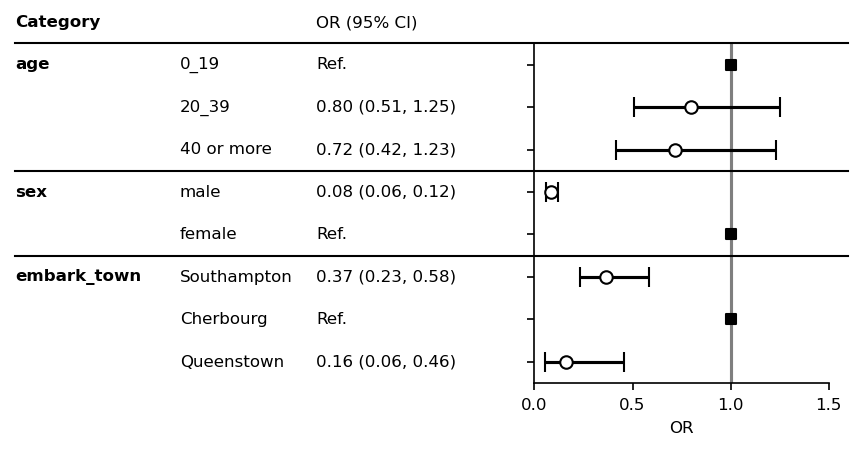 Category OR (95% CI)
age 0_19 Ref.
20_39 0.80 (0.51, 1.25)
40 or more 0.72 (0.42, 1.23)
sex male 0.08 (0.06, 0.12)
female Ref.
embark_town Southampton 0.37 (0.23, 0.58)
Cherbourg Ref.
Queenstown 0.16 (0.06, 0.46)
0.0 0.5 1.0 1.5
OR